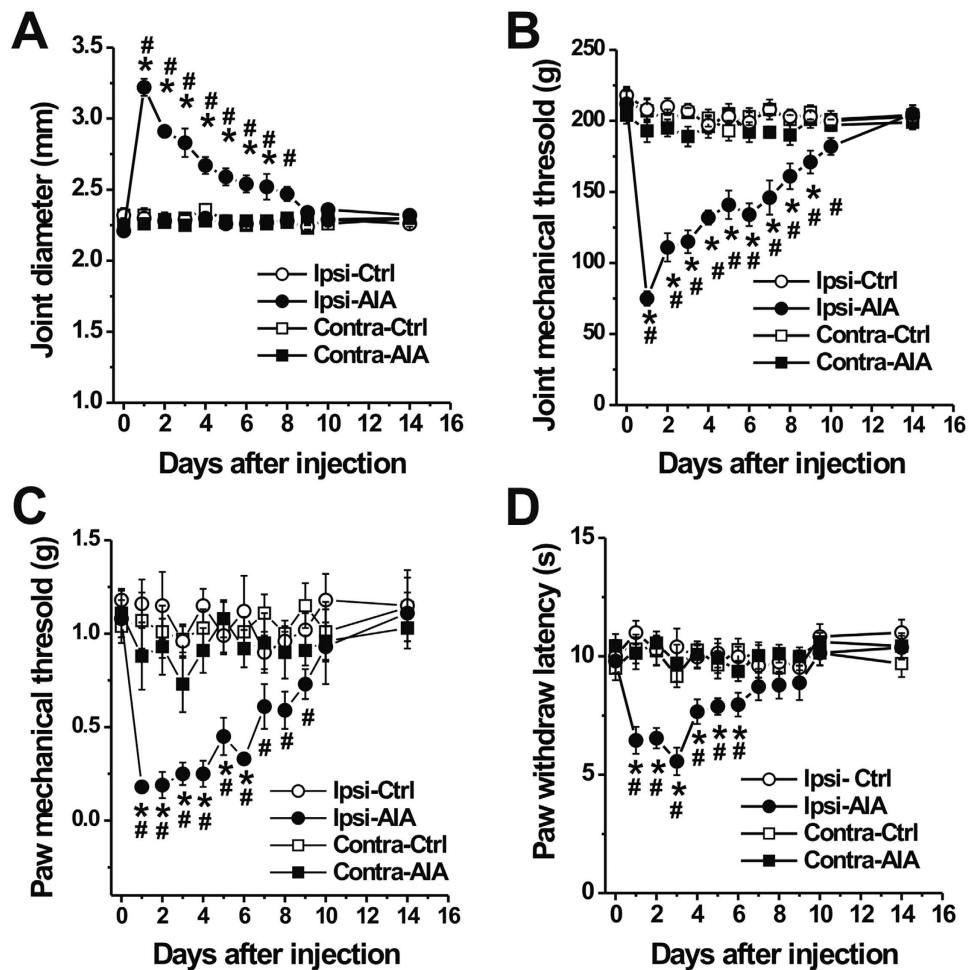 A
Joint diameter (mm)
3.5
3.0
2.5
2.0
1.5
1.0
# # # # # # # #
* * * * * * *
Ipsi-Ctrl
Ipsi-AIA
Contra-Ctrl
Contra-AIA
0 2 4 6 8 10 12 14 16
Days after injection
B
Joint mechanical thresold (g)
250
200
150
100
50
0
* * * * * * * * *
# # # # # # # # # #
Ipsi-Ctrl
Ipsi-AIA
Contra-Ctrl
Contra-AIA
0 2 4 6 8 10 12 14 16
Days after injection
C
Paw mechanical thresold (g)
1.5
1.0
0.5
0.0
* * * * * *
# # # # # # # # #
Ipsi-Ctrl
Ipsi-AIA
Contra-Ctrl
Contra-AIA
0 2 4 6 8 10 12 14 16
Days after injection
D
Paw withdraw latency (s)
15
10
5
0
* * * * * *
# # # # # #
Ipsi- Ctrl
Ipsi-AIA
Contra-Ctrl
Contra-AIA
0 2 4 6 8 10 12 14 16
Days after injection